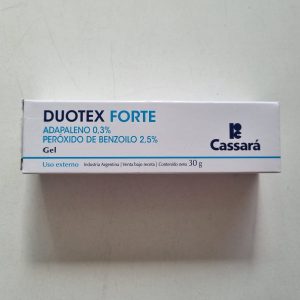 DUOTEX FORTE
ADAPALENO 0,3%
PERÓXIDO DE BENZOILO 2,5%
Gel
Cassará
Uso externo | Industria Argentina | Venta bajo receta | Contenido neto 30 g